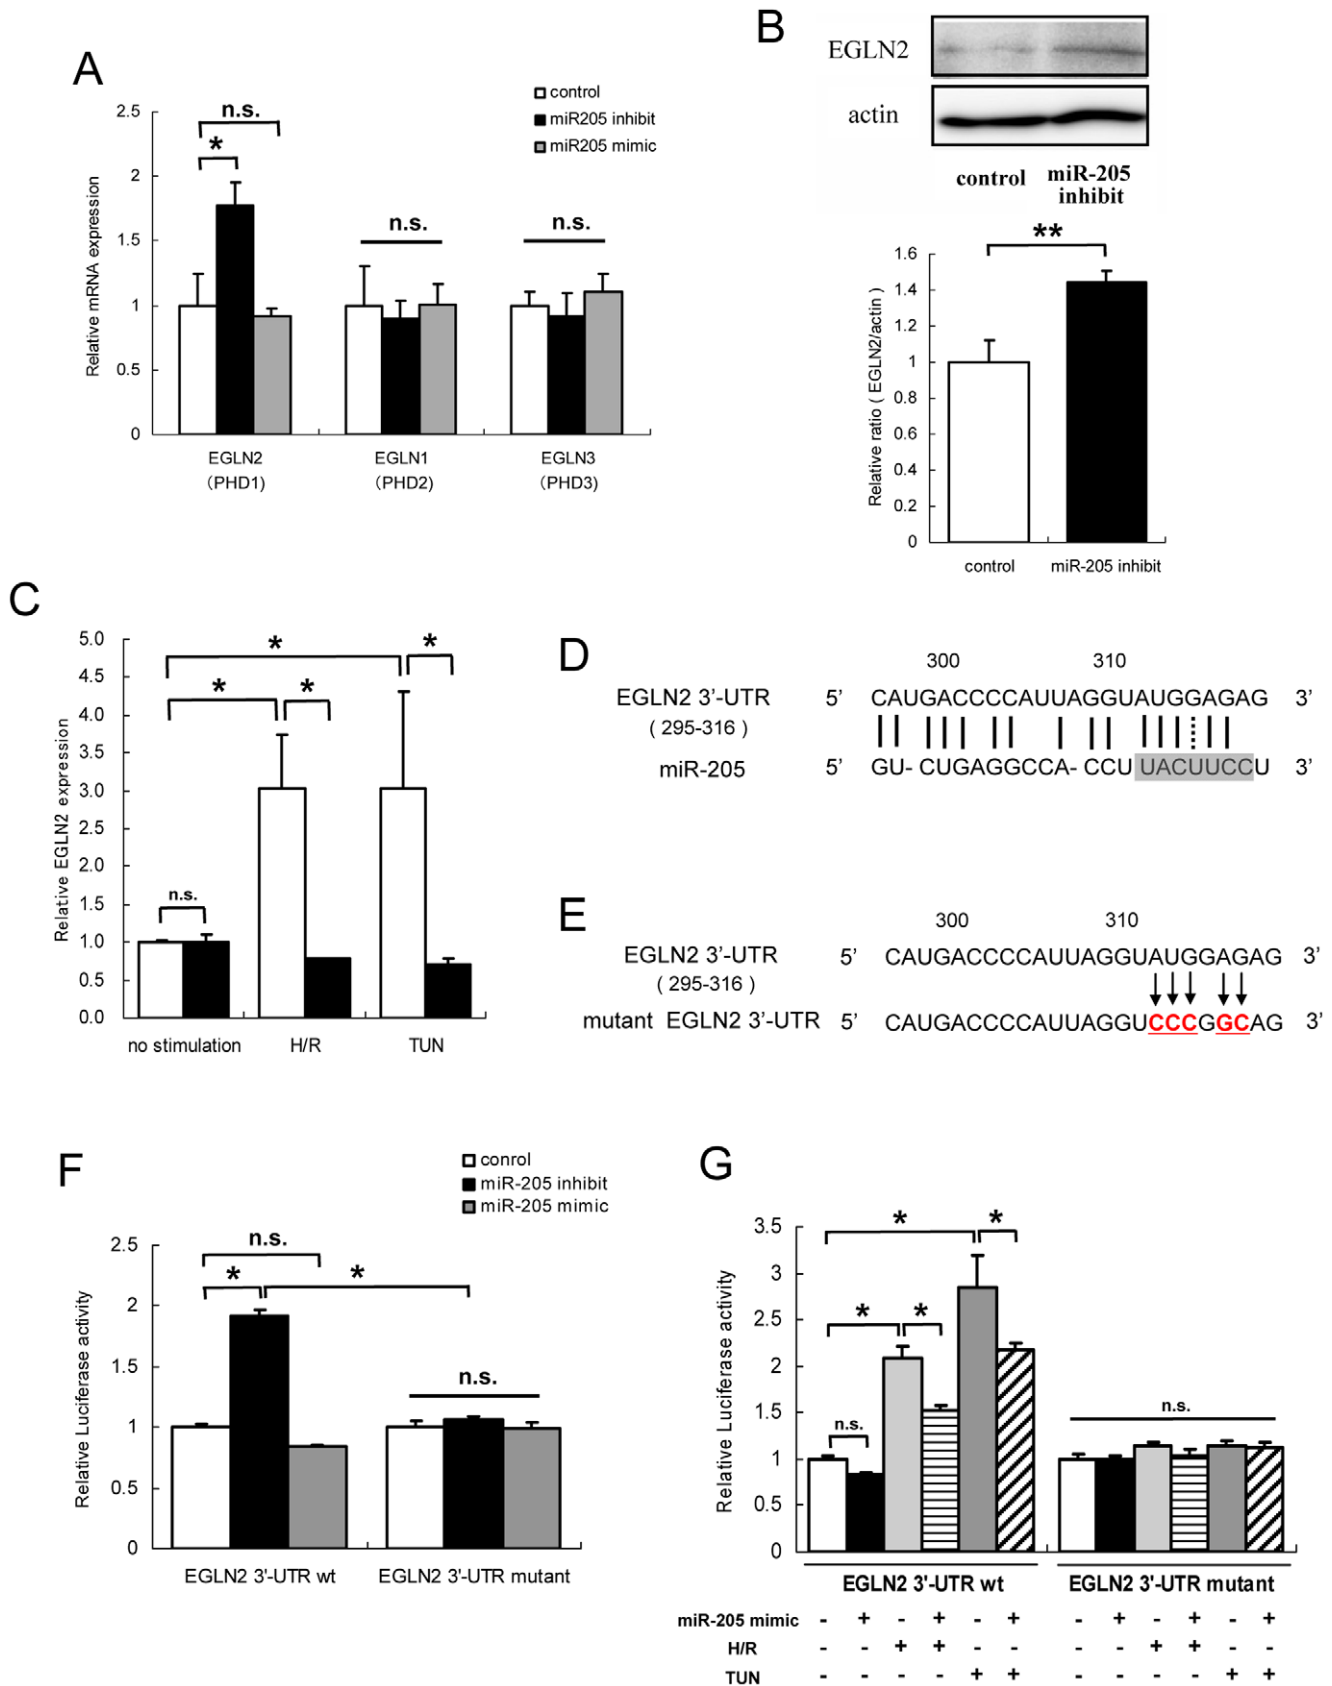 A
control
miR205 inhibit
miR205 mimic
n.s.
*
n.s.
n.s.
2.5
2
1.5
1
0.5
0
Relative mRNA expression
EGLN2
(PHD1)
EGLN1
(PHD2)
EGLN3
(PHD3)
B
EGLN2
actin
control
miR-205
inhibit
**
1.6
1.4
1.2
1
0.8
0.6
0.4
0.2
0
Relative ratio ( EGLN2/actin )
control
miR-205 inhibit
C
5.0
4.5
4.0
3.5
3.0
2.5
2.0
1.5
1.0
0.5
0.0
Relative EGLN2 expression
*
*
*
*
n.s.
no stimulation
H/R
TUN
D
300
310
EGLN2 3'-UTR
5'
CAUGACCCCAUUAGGUAUGGAGAG
3'
( 295-316 )
miR-205
5'
GU- CUGAGGCCA- CCU UACUUCCU
3'
E
300
310
EGLN2 3'-UTR
5'
CAUGACCCCAUUAGGUAUGGAGAG
3'
( 295-316 )
mutant EGLN2 3'-UTR
5'
CAUGACCCCAUUAGGUCCCGGCAG
3'
F
conrol
miR-205 inhibit
miR-205 mimic
2.5
2
1.5
1
0.5
0
Relative Luciferase activity
n.s.
*
*
n.s.
EGLN2 3'-UTR wt
EGLN2 3'-UTR mutant
G
3.5
3
2.5
2
1.5
1
0.5
0
Relative Luciferase activity
*
*
*
*
n.s.
n.s.
EGLN2 3'-UTR wt
EGLN2 3'-UTR mutant
miR-205 mimic - + - + - + - + - + - +
H/R - - + + - - - - + + - -
TUN - - - - + + - - - - + +